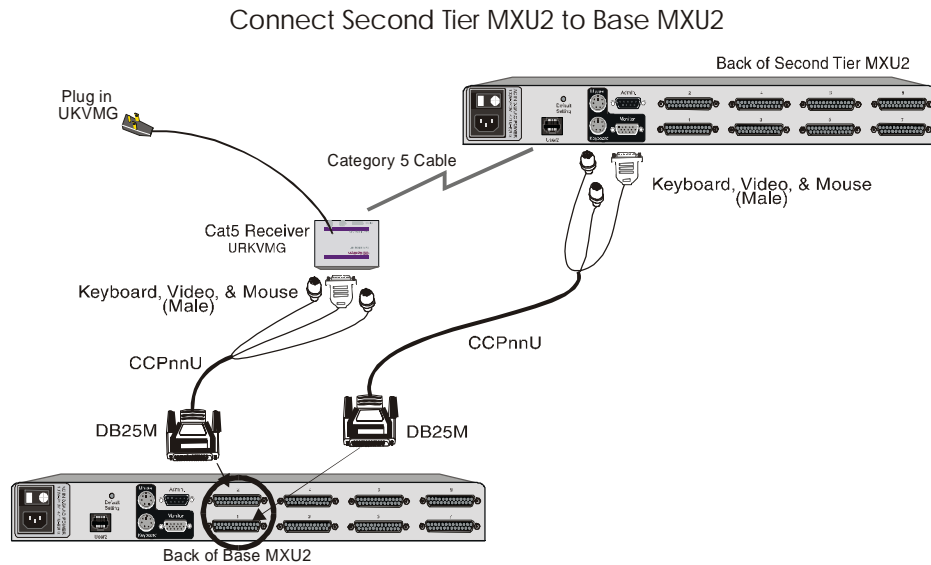 Connect Second Tier MXU2 to Base MXU2
Back of Second Tier MXU2
Plug in
UKVMG
Mouse
Admin.
Default
Setting
Monitor
User2
Keyboard
Category 5 Cable
Keyboard, Video, & Mouse
(Male)
Cat5 Receiver
URKVMG
Keyboard, Video, & Mouse
(Male)
CCPnnU
CCPnnU
DB25M
DB25M
Mouse
Admin.
Default
Setting
Monitor
User2
Keyboard
Back of Base MXU2